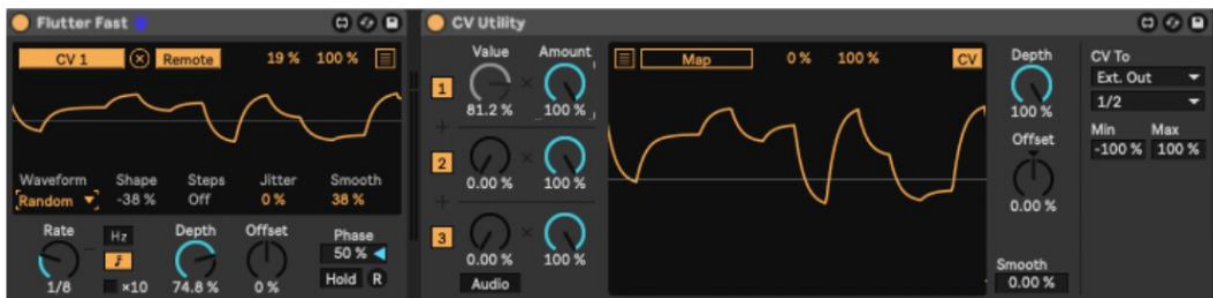 Flutter Fast
CV 1 Remote 19 % 100 %
Waveform Shape Steps Jitter Smooth
Random -38 % Off 0 % 38 %
Rate Hz Depth Offset Phase
50 %
1/8 ×10 74.8 % 0 % Hold R
CV Utility
Value Amount
1 81.2 % × 100 %
+
2 0.00 % × 100 %
+
3 0.00 % × 100 %
Audio
Map 0 % 100 % CV
Depth
100 %
Offset
0.00 %
Smooth
0.00 %
CV To
Ext. Out
1/2
Min Max
-100 % 100 %